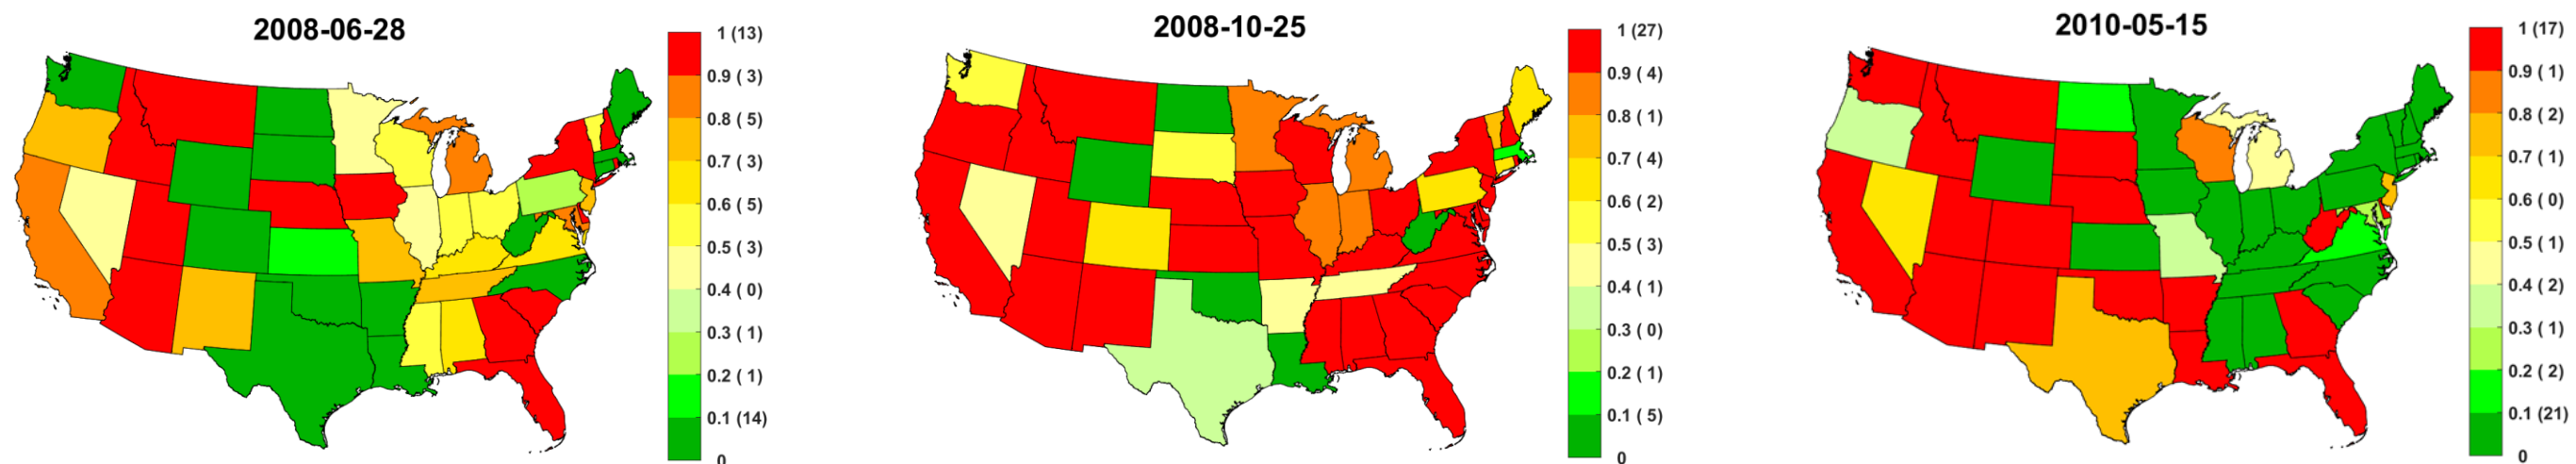 2008-06-28
1 (13)
0.9 ( 3)
0.8 ( 5)
0.7 ( 3)
0.6 ( 5)
0.5 ( 3)
0.4 ( 0)
0.3 ( 1)
0.2 ( 1)
0.1 (14)
0
2008-10-25
1 (27)
0.9 ( 4)
0.8 ( 1)
0.7 ( 4)
0.6 ( 2)
0.5 ( 3)
0.4 ( 1)
0.3 ( 0)
0.2 ( 1)
0.1 ( 5)
0
2010-05-15
1 (17)
0.9 ( 1)
0.8 ( 2)
0.7 ( 1)
0.6 ( 0)
0.5 ( 1)
0.4 ( 2)
0.3 ( 1)
0.2 ( 2)
0.1 (21)
0